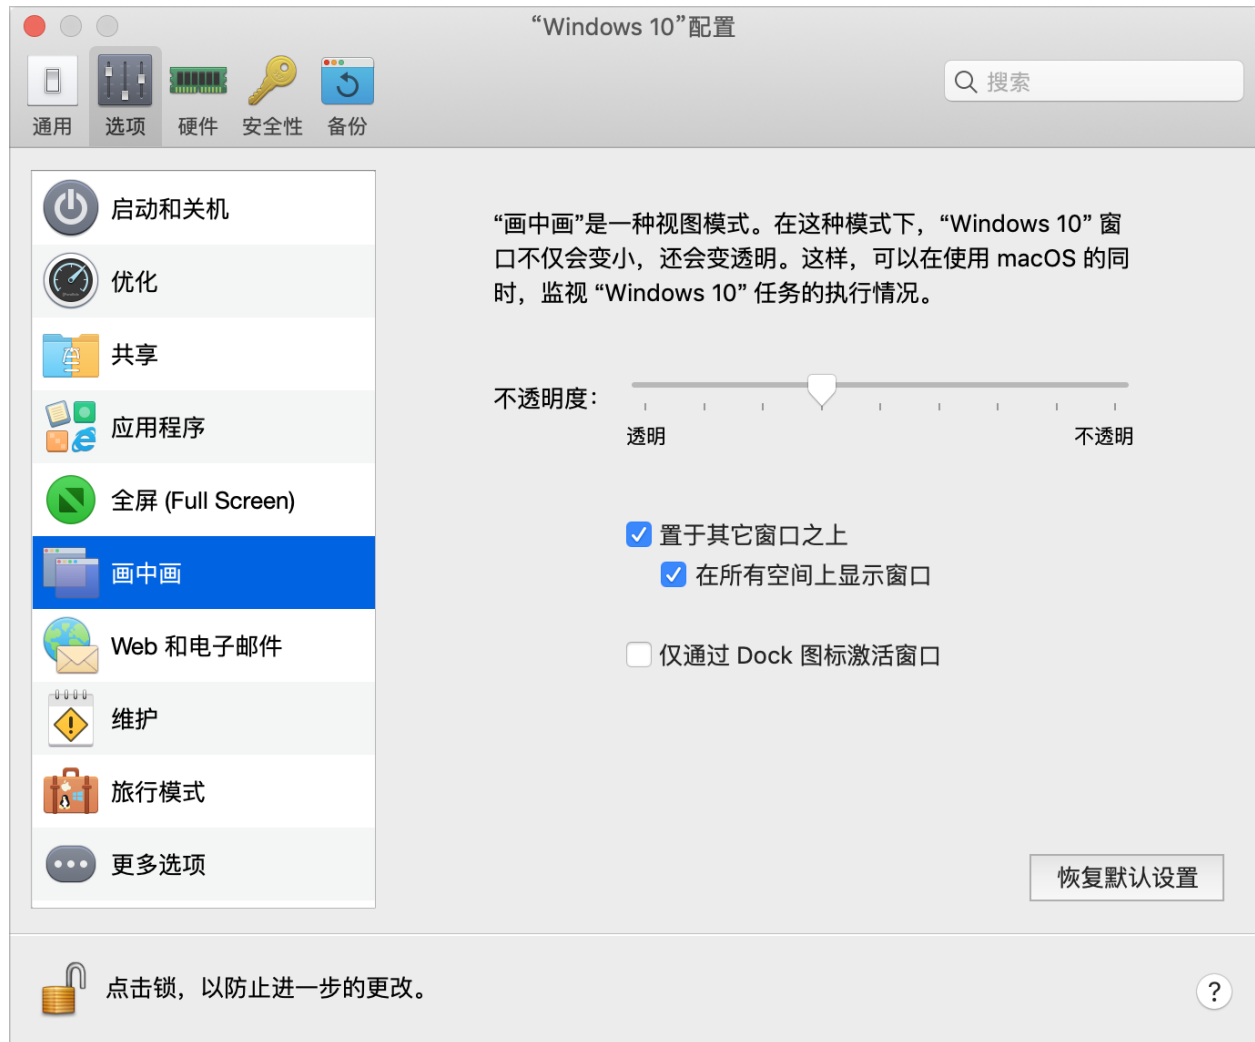 “Windows 10”配置
通用
选项
硬件
安全性
备份
搜索
启动和关机
优化
共享
应用程序
全屏 (Full Screen)
画中画
Web 和电子邮件
维护
旅行模式
更多选项
“画中画”是一种视图模式。在这种模式下，“Windows 10” 窗
口不仅会变小，还会变透明。这样，可以在使用 macOS 的同
时，监视 “Windows 10” 任务的执行情况。
不透明度：
透明
不透明
置于其它窗口之上
在所有空间上显示窗口
仅通过 Dock 图标激活窗口
恢复默认设置
点击锁，以防止进一步的更改。
?